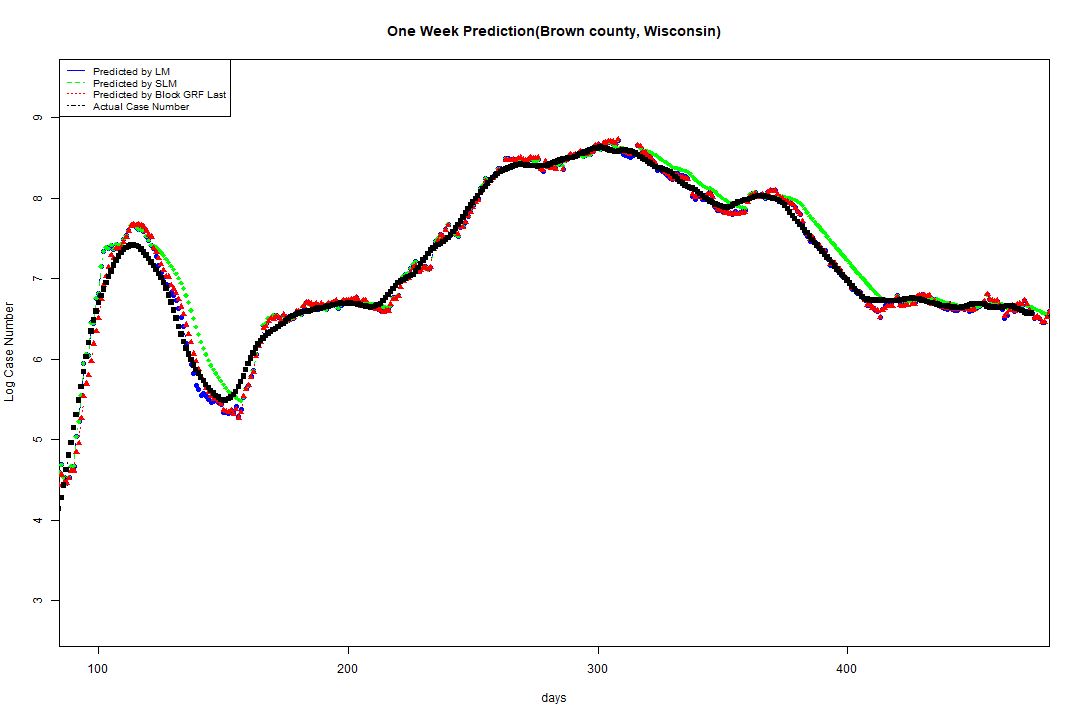 One Week Prediction(Brown county, Wisconsin)
Predicted by LM
Predicted by SLM
Predicted by Block GRF Last
Actual Case Number
9
8
7
6
5
4
3
Log Case Number
100 200 300 400
days